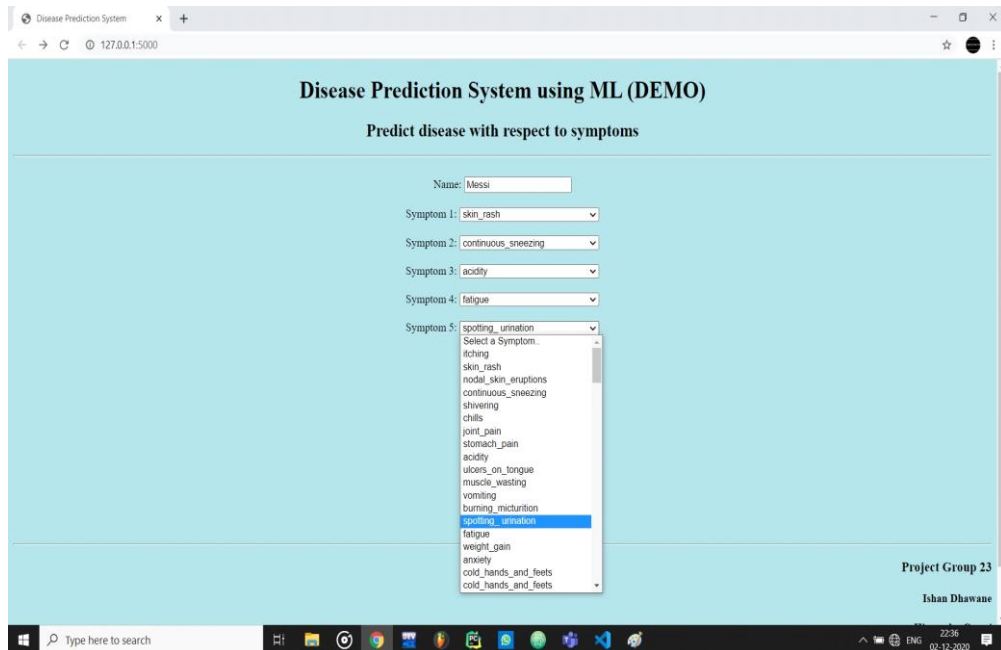 Disease Prediction System
127.0.0.1:5000
Disease Prediction System using ML (DEMO)
Predict disease with respect to symptoms
Name: Messi
Symptom 1: skin_rash
Symptom 2: continuous_sneezing
Symptom 3: acidity
Symptom 4: fatigue
Symptom 5: spotting_ urination
Select a Symptom..
itching
skin_rash
nodal_skin_eruptions
continuous_sneezing
shivering
chills
joint_pain
stomach_pain
acidity
ulcers_on_tongue
muscle_wasting
vomiting
burning_micturition
spotting_ urination
fatigue
weight_gain
anxiety
cold_hands_and_feets
cold_hands_and_feets
Project Group 23
Ishan Dhawane
Type here to search
ENG
22:36
02-12-2020